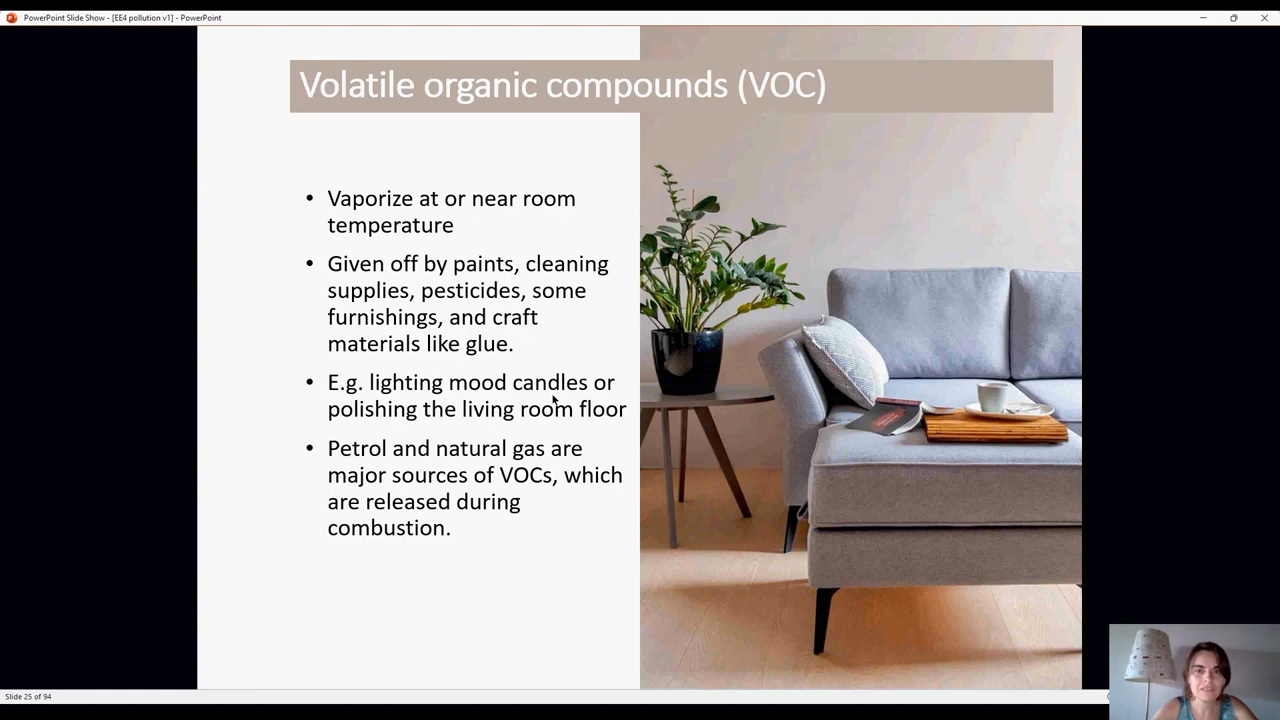 PowerPoint Slide Show - [EE4 pollution v1] - PowerPoint
Volatile organic compounds (VOC)
• Vaporize at or near room
temperature
• Given off by paints, cleaning
supplies, pesticides, some
furnishings, and craft
materials like glue.
• E.g. lighting mood candles or
polishing the living room floor
• Petrol and natural gas are
major sources of VOCs, which
are released during
combustion.
Slide 25 of 94